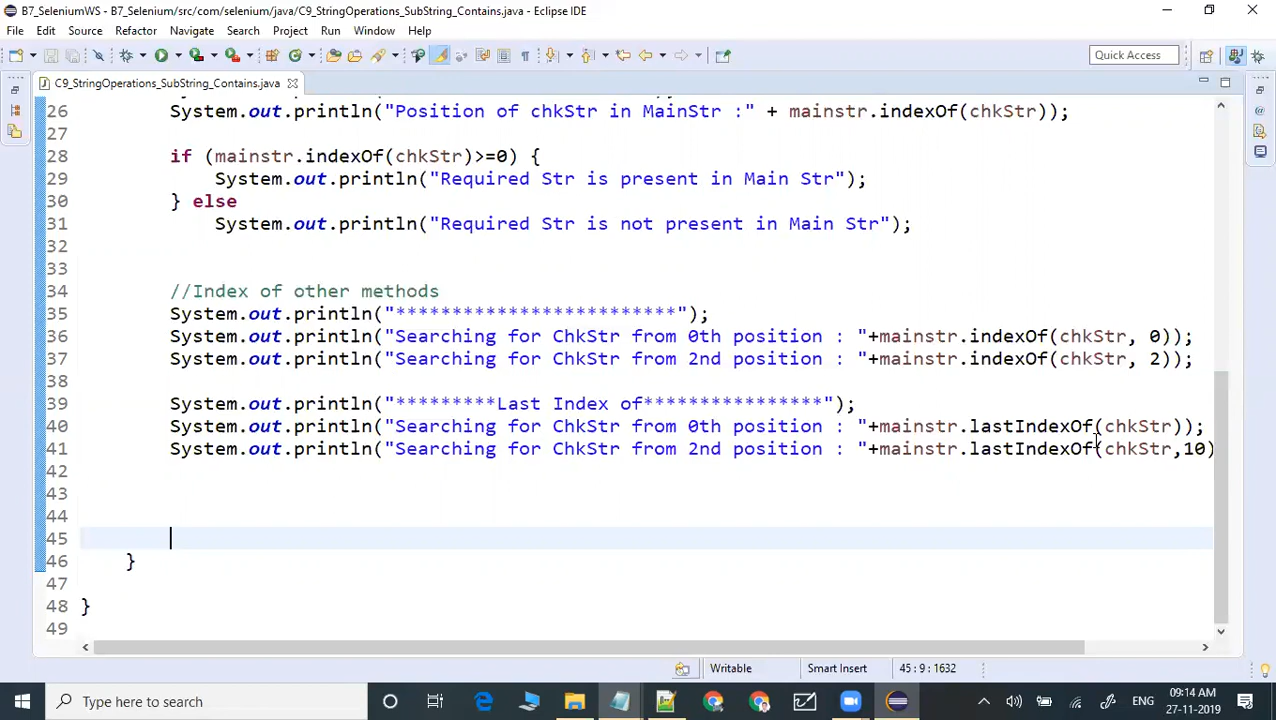 B7_SeleniumWS - B7_Selenium/src/com/selenium/java/C9_StringOperations_SubString_Contains.java - Eclipse IDE
File Edit Source Refactor Navigate Search Project Run Window Help
Quick Access
C9_StringOperations_SubString_Contains.java
26 System.out.println("Position of chkStr in MainStr :" + mainstr.indexOf(chkStr));
27
28 if (mainstr.indexOf(chkStr)>=0) {
29 System.out.println("Required Str is present in Main Str");
30 } else
31 System.out.println("Required Str is not present in Main Str");
32
33
34 //Index of other methods
35 System.out.println("*************************");
36 System.out.println("Searching for ChkStr from 0th position : "+mainstr.indexOf(chkStr, 0));
37 System.out.println("Searching for ChkStr from 2nd position : "+mainstr.indexOf(chkStr, 2));
38
39 System.out.println("*********Last Index of****************");
40 System.out.println("Searching for ChkStr from 0th position : "+mainstr.lastIndexOf(chkStr));
41 System.out.println("Searching for ChkStr from 2nd position : "+mainstr.lastIndexOf(chkStr,10)
42
43
44
45
46 }
47
48 }
49
Writable Smart Insert 45 : 9 : 1632
Type here to search ENG 09:14 AM
27-11-2019